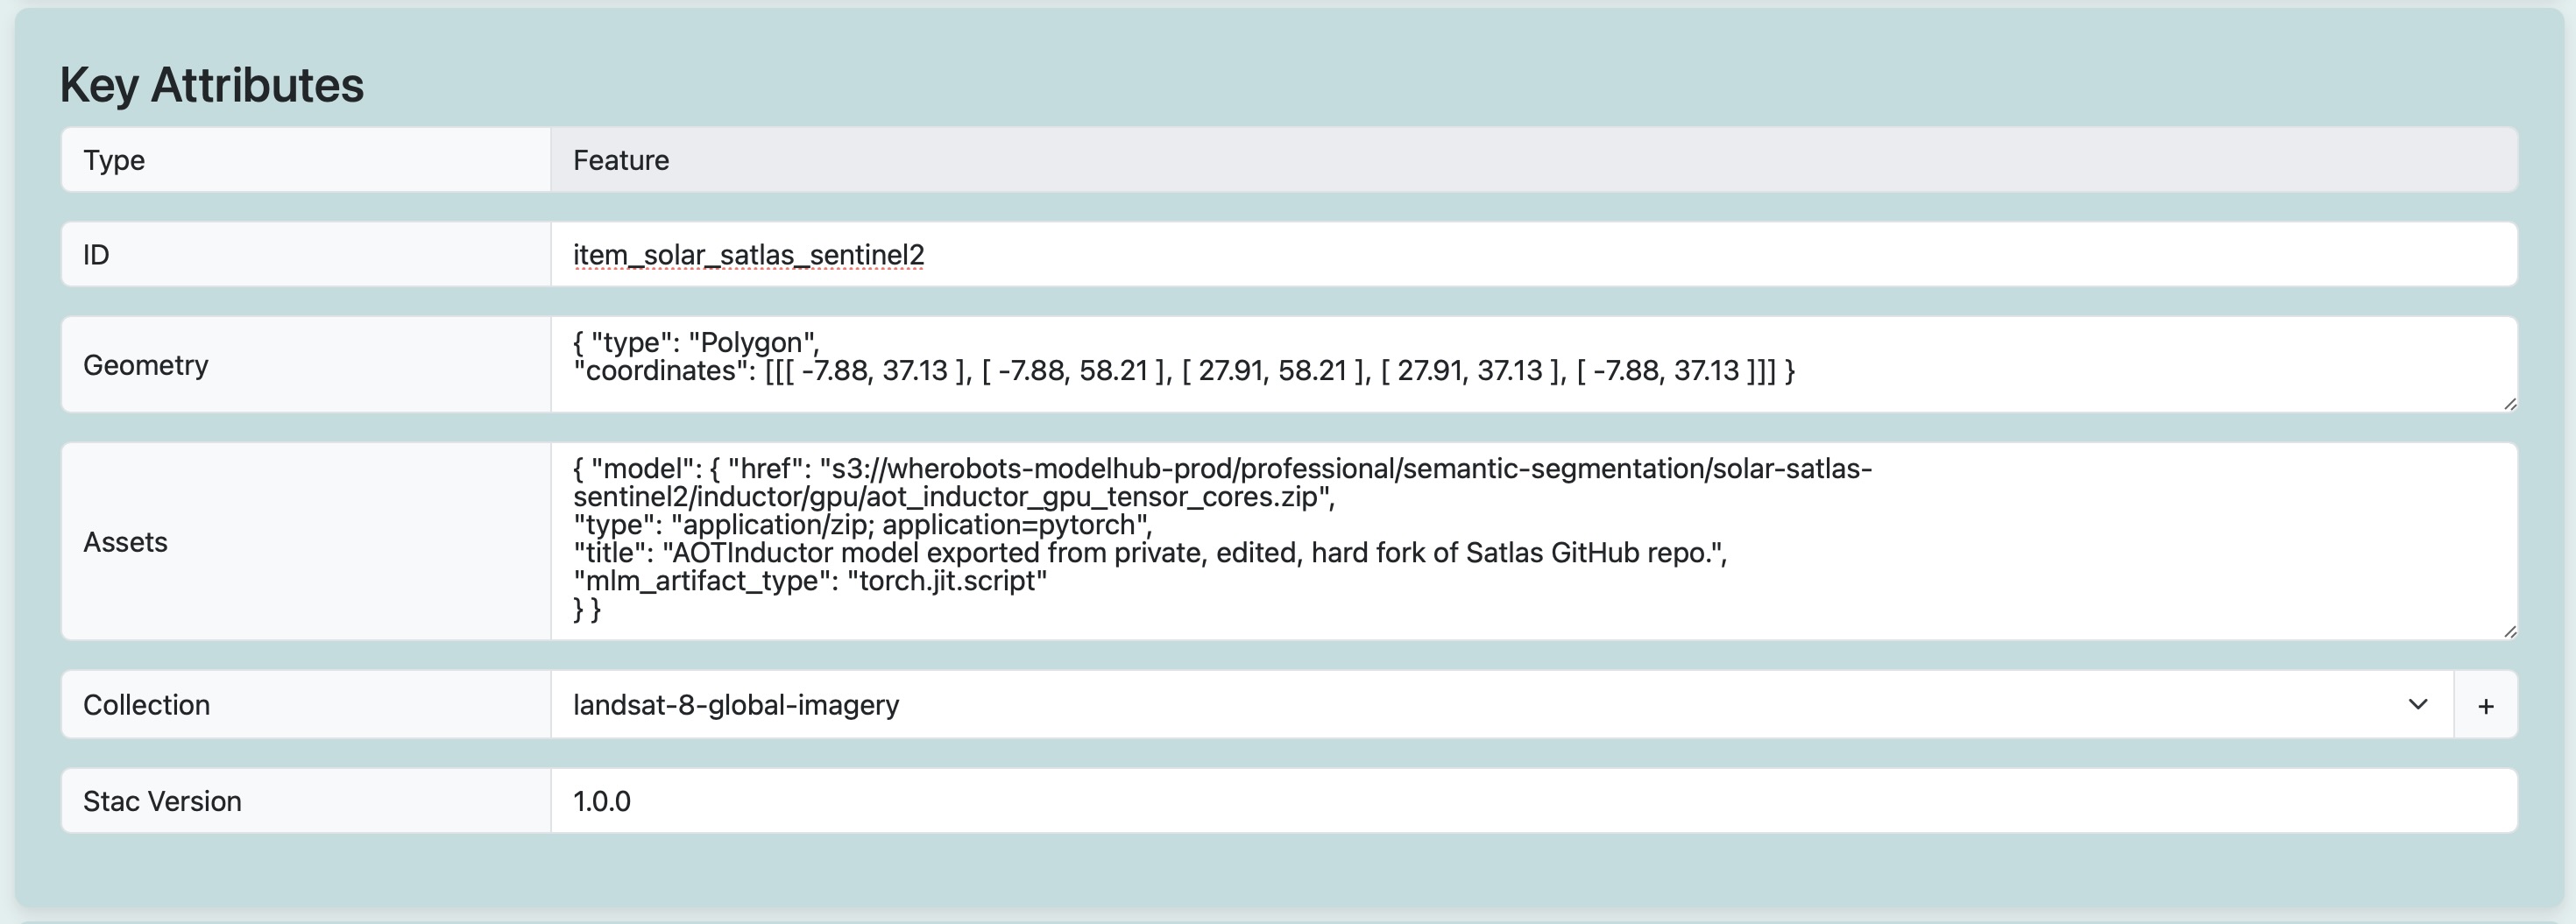 Key Attributes
Type
Feature
ID
item_solar_satlas_sentinel2
Geometry
{ "type": "Polygon",
"coordinates": [[[ -7.88, 37.13 ], [ -7.88, 58.21 ], [ 27.91, 58.21 ], [ 27.91, 37.13 ], [ -7.88, 37.13 ]]] }
Assets
{ "model": { "href": "s3://wherobots-modelhub-prod/professional/semantic-segmentation/solar-satlas-
sentinel2/inductor/gpu/aot_inductor_gpu_tensor_cores.zip",
"type": "application/zip; application=pytorch",
"title": "AOTInductor model exported from private, edited, hard fork of Satlas GitHub repo.",
"mlm_artifact_type": "torch.jit.script"
} }
Collection
landsat-8-global-imagery
+
Stac Version
1.0.0